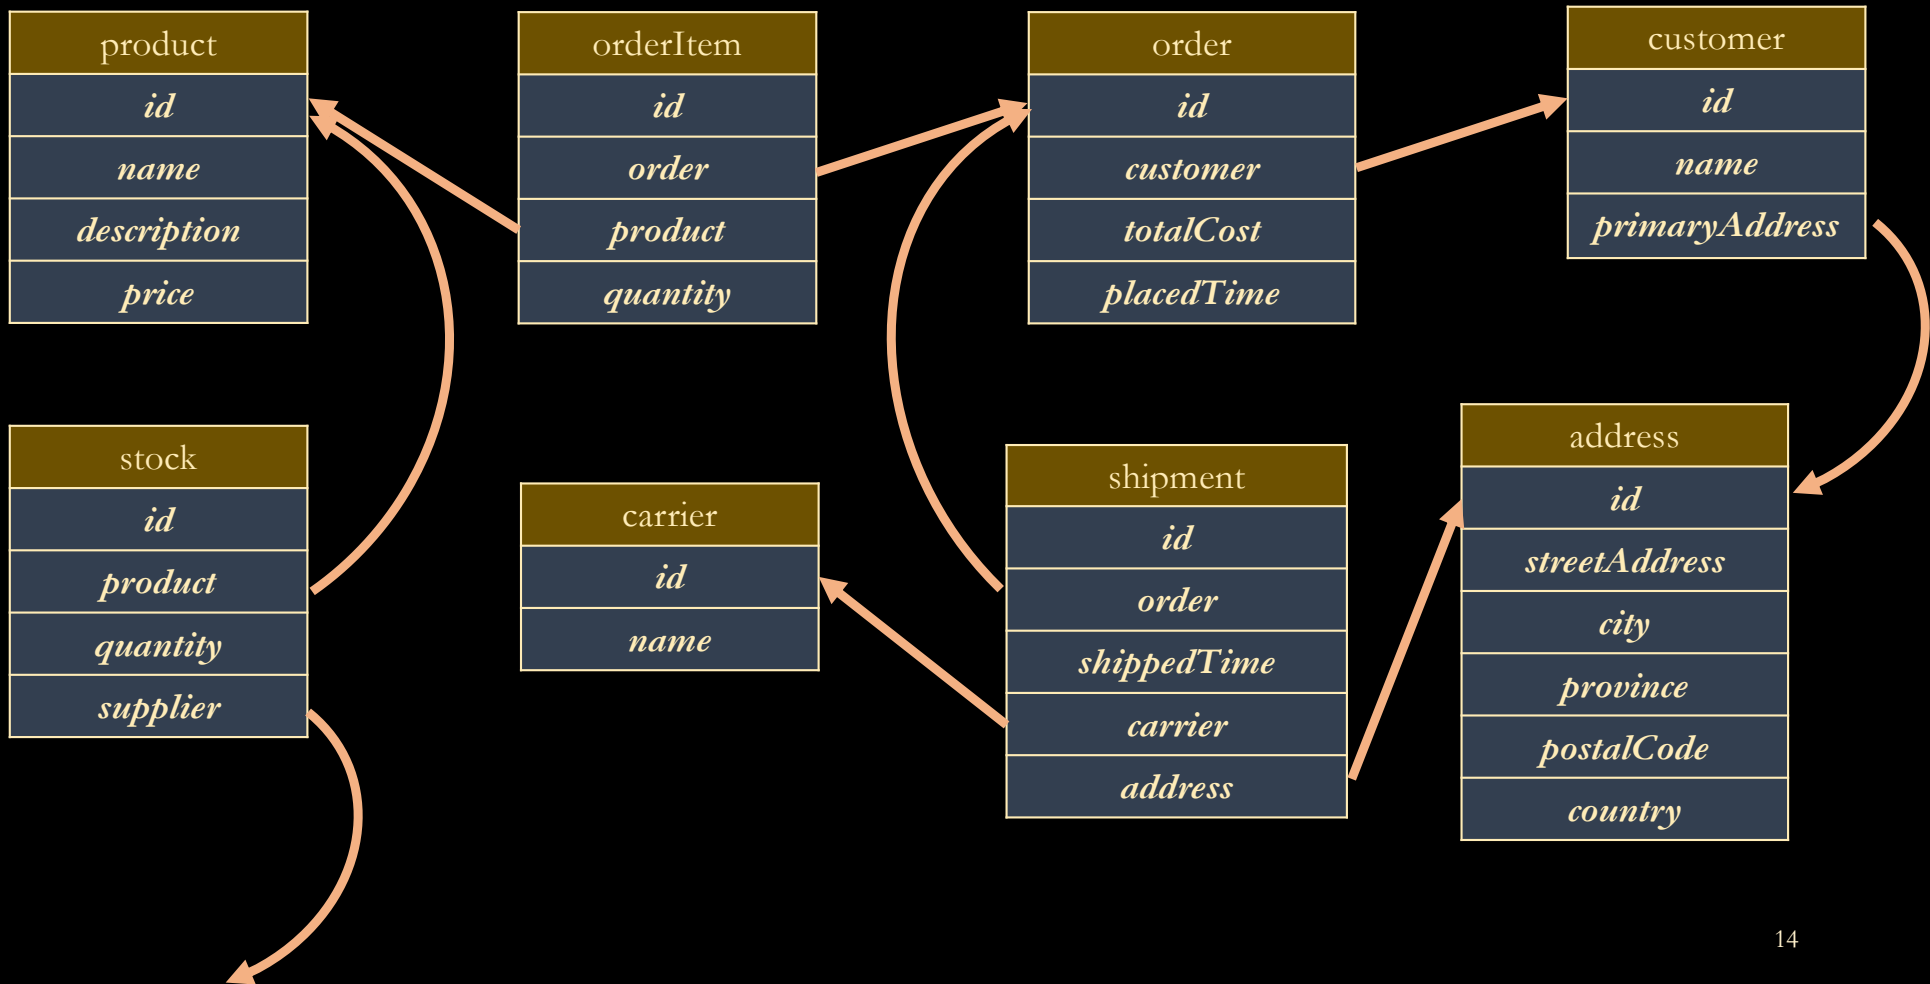 product
id
name
description
price
orderItem
id
order
product
quantity
order
id
customer
totalCost
placedTime
customer
id
name
primaryAddress
stock
id
product
quantity
supplier
carrier
id
name
shipment
id
order
shippedTime
carrier
address
address
id
streetAddress
city
province
postalCode
country
14